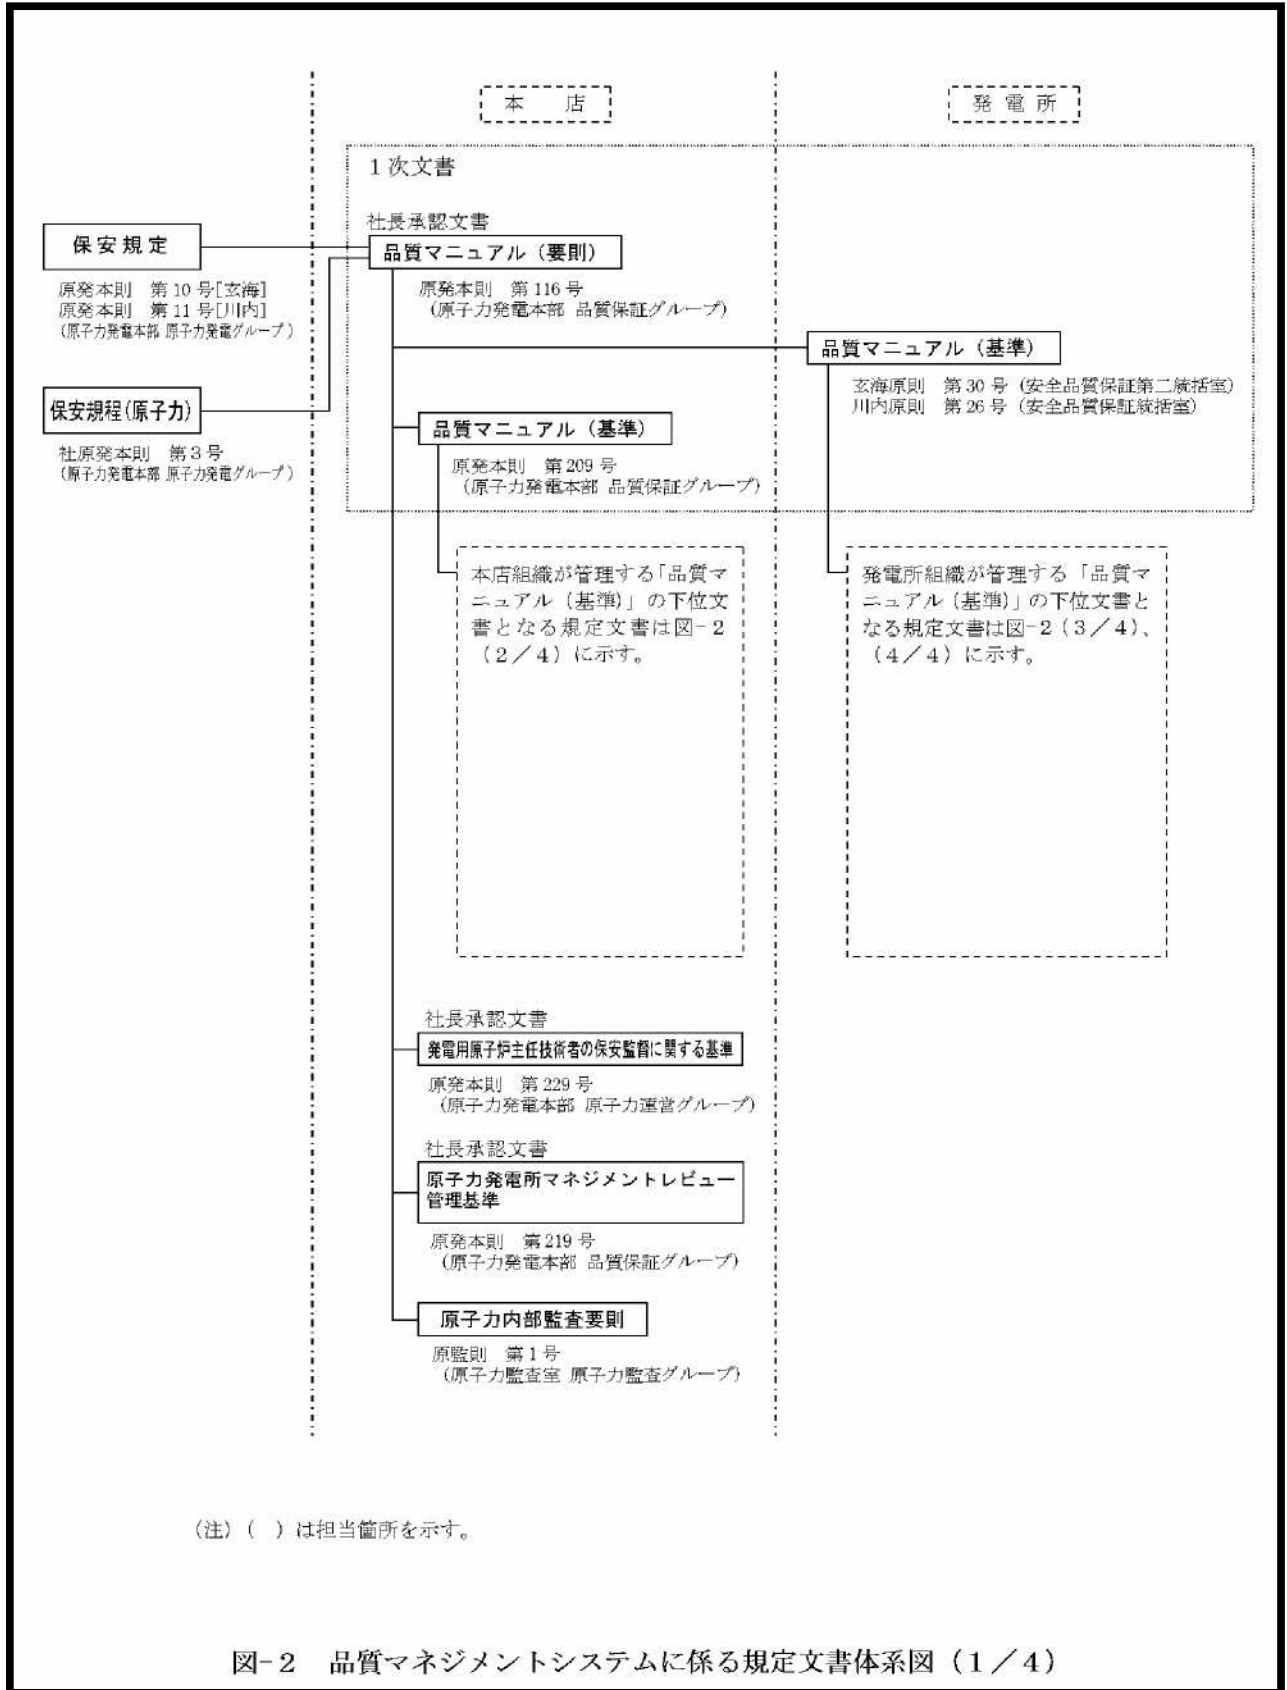 本　店
発 電 所
1 次文書
社長承認文書
保安規定
品質マニュアル（要則）
原発本則　第 10 号[玄海]
原発本則　第 11 号[川内]
（原子力発電本部 原子力発電グループ）
原発本則　第 116 号
（原子力発電本部 品質保証グループ）
品質マニュアル（基準）
玄海原則　第 30 号（安全品質保証第二統括室）
川内原則　第 26 号（安全品質保証統括室）
保安規程(原子力)
社原発本則　第３号
（原子力発電本部 原子力発電グループ）
品質マニュアル（基準）
原発本則　第 209 号
（原子力発電本部 品質保証グループ）
本店組織が管理する「品質マ
ニュアル（基準）」の下位文
書となる規定文書は図-２
（２／４）に示す。
発電所組織が管理する「品質マ
ニュアル（基準）」の下位文書と
なる規定文書は図-２（３／４）、
（４／４）に示す。
社長承認文書
発電用原子炉主任技術者の保安監督に関する基準
原発本則　第 229 号
（原子力発電本部 原子力運営グループ）
社長承認文書
原子力発電所マネジメントレビュー
管理基準
原発本則　第 219 号
（原子力発電本部 品質保証グループ）
原子力内部監査要則
原監則　第１号
（原子力監査室 原子力監査グループ）
（注）（　）は担当箇所を示す。
図-２　品質マネジメントシステムに係る規定文書体系図（１／４）